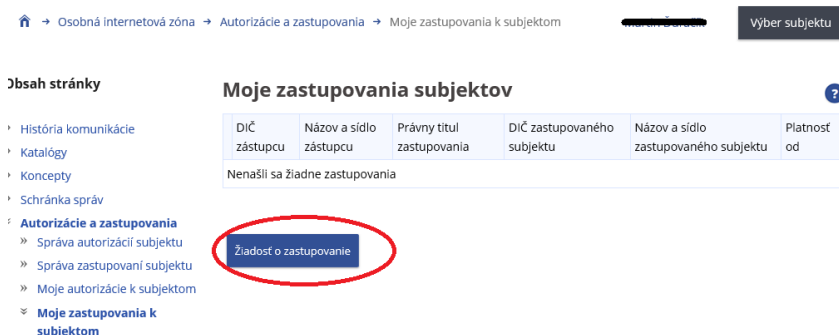 Osobná internetová zóna → Autorizácie a zastupovania → Moje zastupovania k subjektom
Výber subjektu
Obsah stránky
História komunikácie
Katalógy
Koncepty
Schránka správ
Autorizácie a zastupovania
Správa autorizácií subjektu
Správa zastupovaní subjektu
Moje autorizácie k subjektom
Moje zastupovania k
subjektom
Moje zastupovania subjektov
?
DIČ zástupcu
Názov a sídlo zástupcu
Právny titul zastupovania
DIČ zastupovaného subjektu
Názov a sídlo zastupovaného subjektu
Platnosť od
Nenašli sa žiadne zastupovania
Žiadosť o zastupovanie